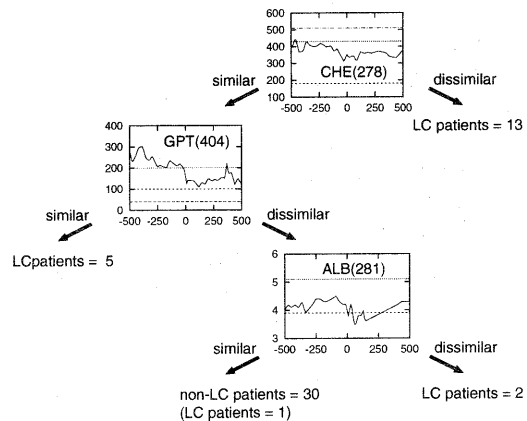 600
500
400
300
200
100
CHE(278)
-500 -250 0 250 500
similar
dissimilar
LC patients = 13
400
300
200
100
0
GPT(404)
-500 -250 0 250 500
similar
dissimilar
LCpatients = 5
6
5
4
3
ALB(281)
-500 -250 0 250 500
similar
dissimilar
non-LC patients = 30
(LC patients = 1)
LC patients = 2